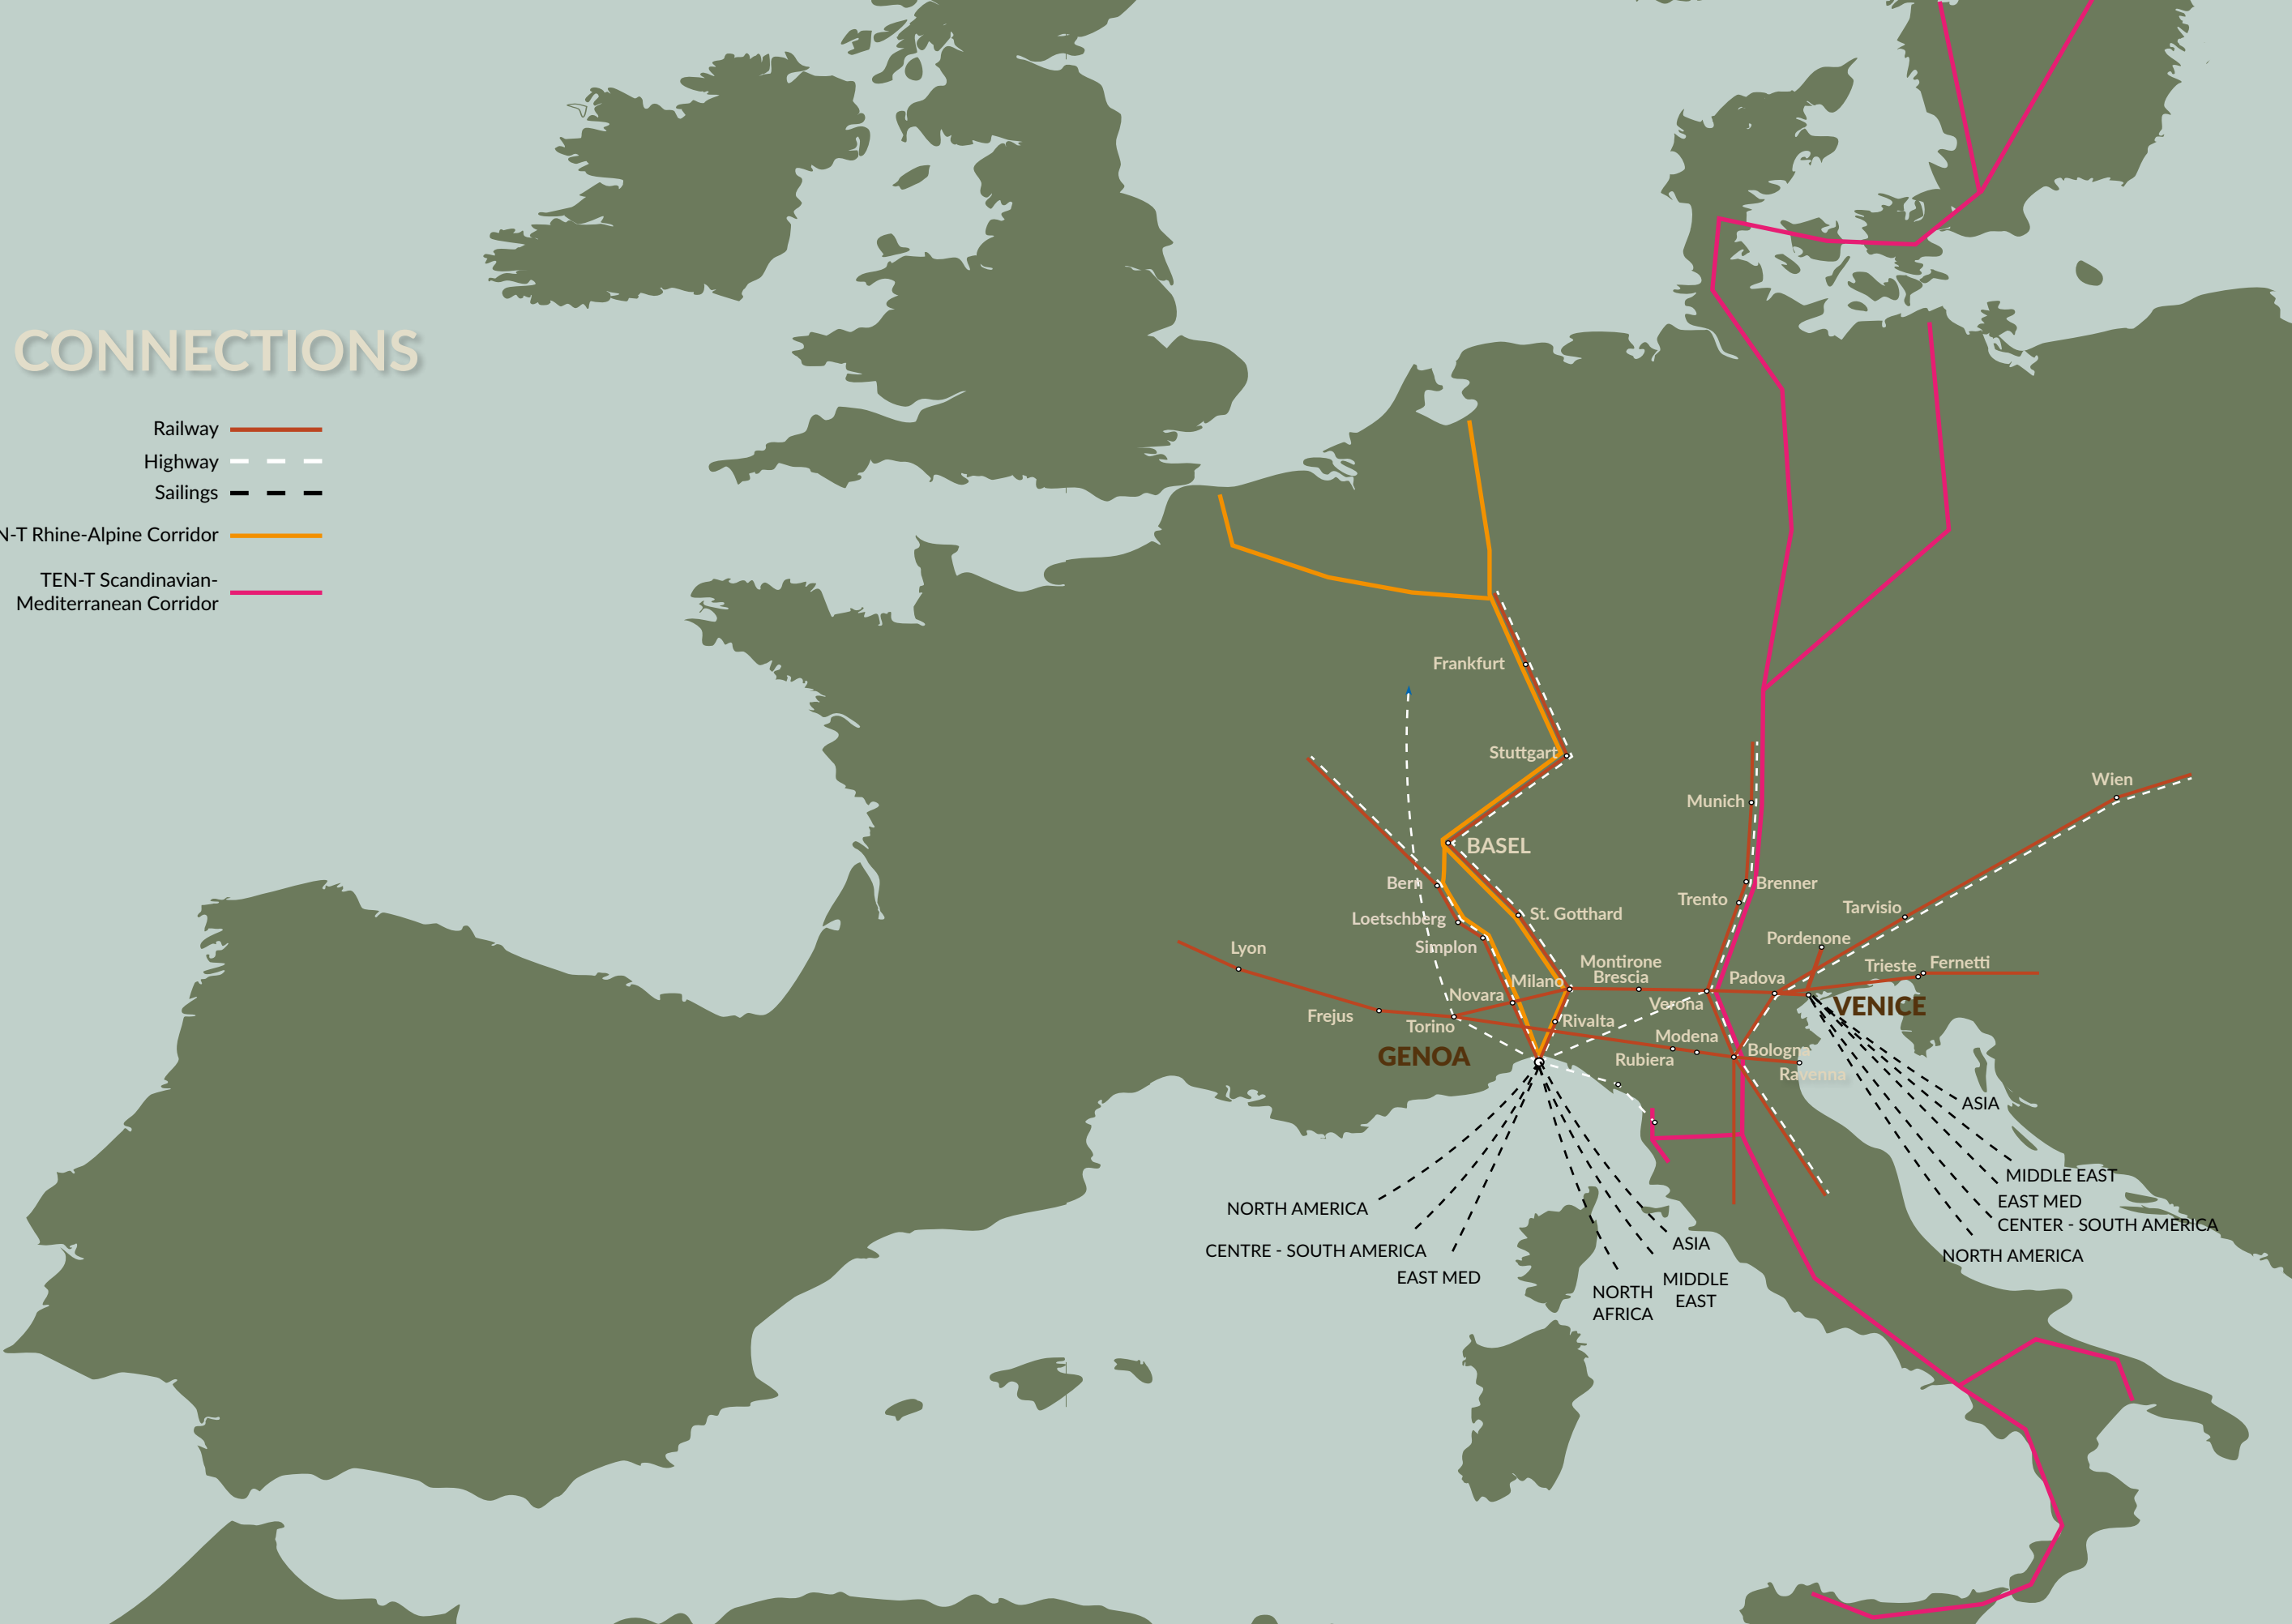 CONNECTIONS
Railway
Highway
Sailings
N-T Rhine-Alpine Corridor
TEN-T Scandinavian-
Mediterranean Corridor
Frankfurt
Stuttgart
Wien
Munich
BASEL
Bern
Brenner
Trento
Tarvisio
Loetschberg
St. Gotthard
Pordenone
Simplon
Lyon
Montirone
Brescia
Milano
Padova
Trieste
Fernetti
Novara
Verona
VENICE
Frejus
Torino
Rivalta
Modena
GENOA
Rubiera
Bologna
Ravenna
ASIA
MIDDLE EAST
EAST MED
CENTER - SOUTH AMERICA
NORTH AMERICA
NORTH AMERICA
CENTRE - SOUTH AMERICA
EAST MED
ASIA
MIDDLE
EAST
NORTH
AFRICA